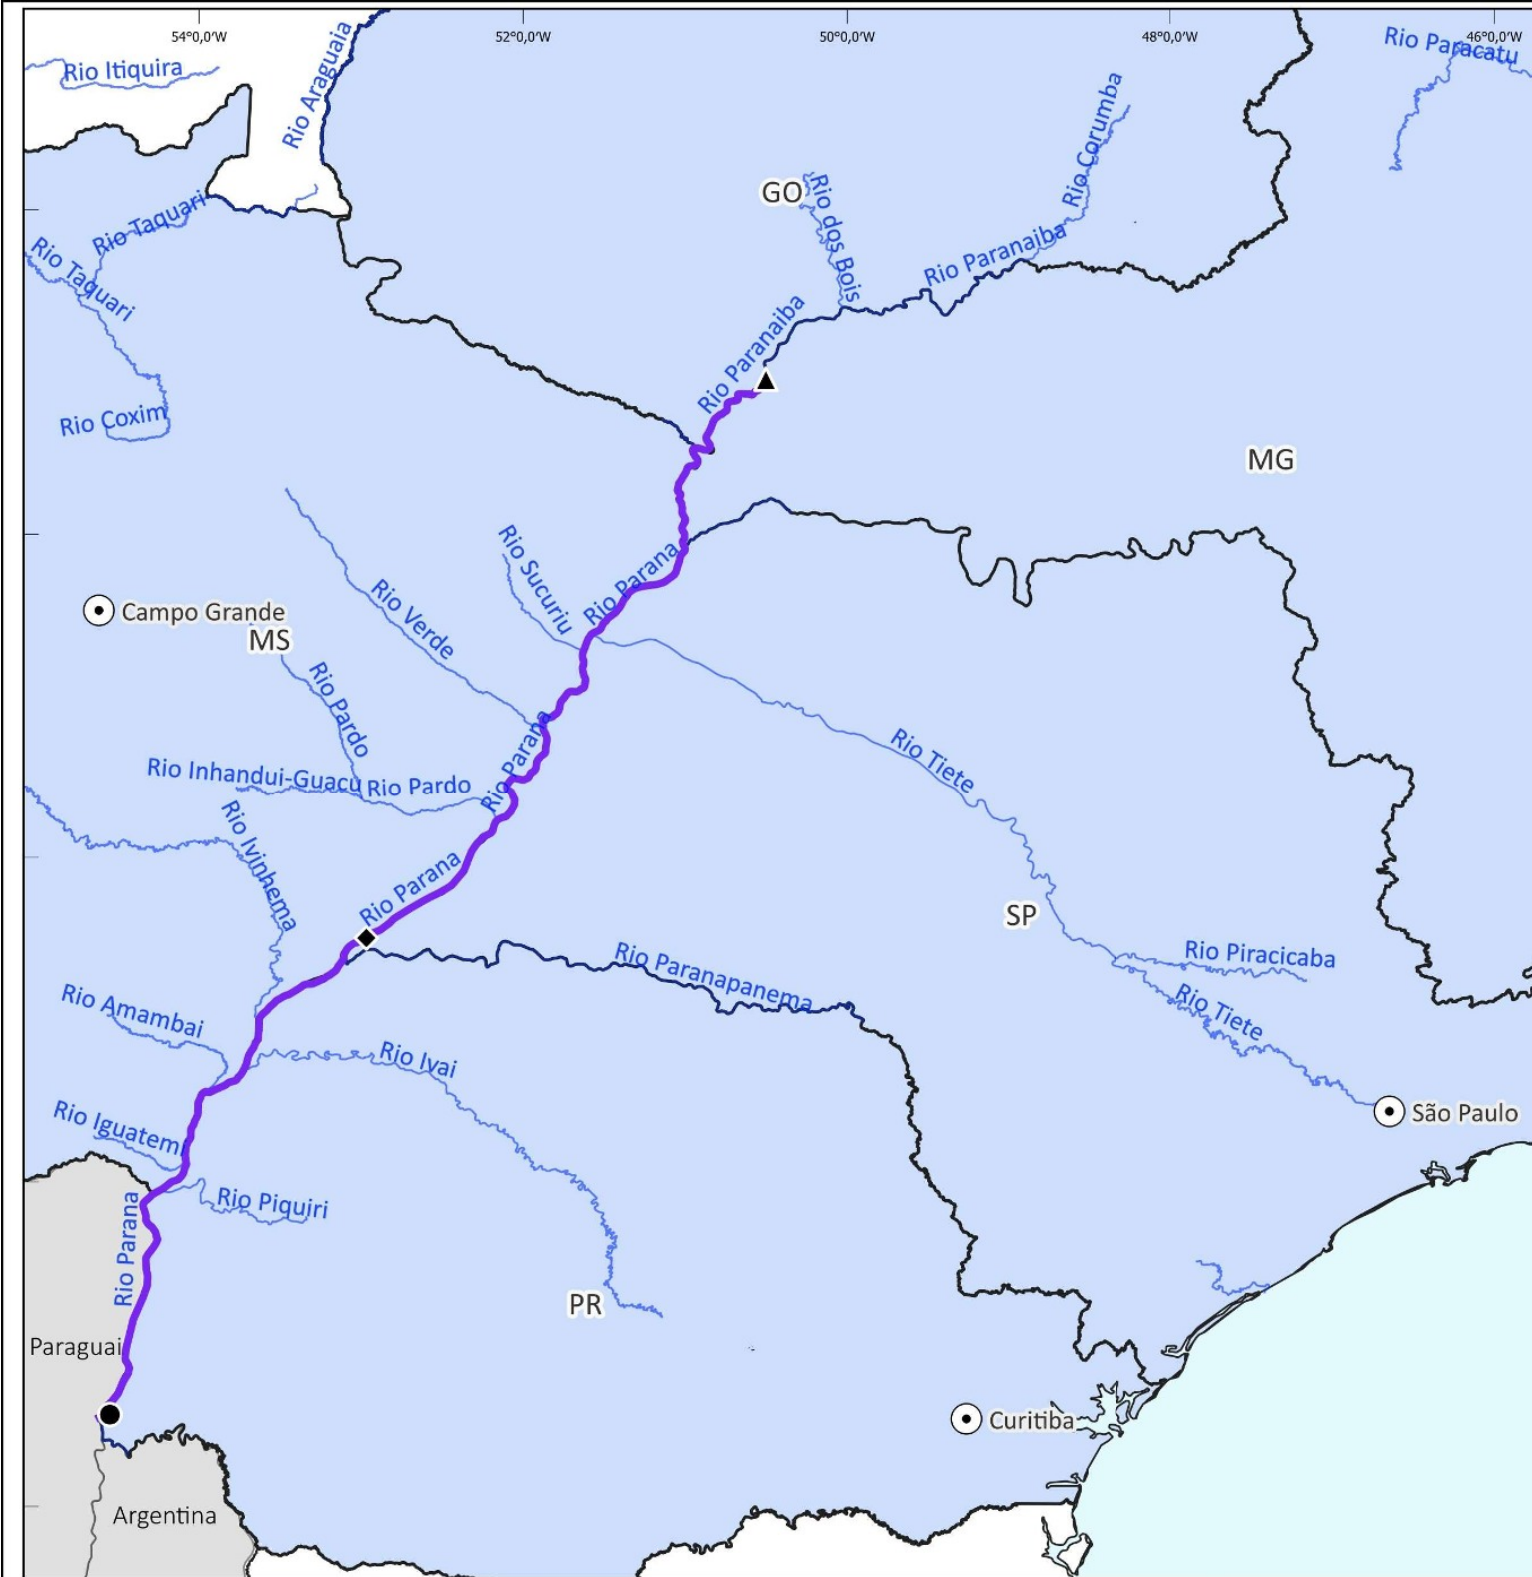 54°0,0'W
52°0,0'W
50°0,0'W
48°0,0'W
46°0,0'W
Rio Itiquira
Rio Araguaia
Rio Paracatu
Rio Corumba
GO
Rio dos Bois
Rio Taquari
Rio Taquari
Rio Paranaiba
Rio Paranaiba
Rio Coxim
MG
Rio Sucuriu
Rio Parana
Campo Grande
MS
Rio Verde
Rio Pardo
Rio Parana
Rio Tiete
Rio Inhandui-Guacu
Rio Pardo
Rio Ivinhema
Rio Parana
SP
Rio Piracicaba
Rio Paranapanema
Rio Tiete
Rio Amambai
Rio Ivai
São Paulo
Rio Iguatemi
Rio Piquiri
Rio Parana
PR
Paraguai
Curitiba
Argentina